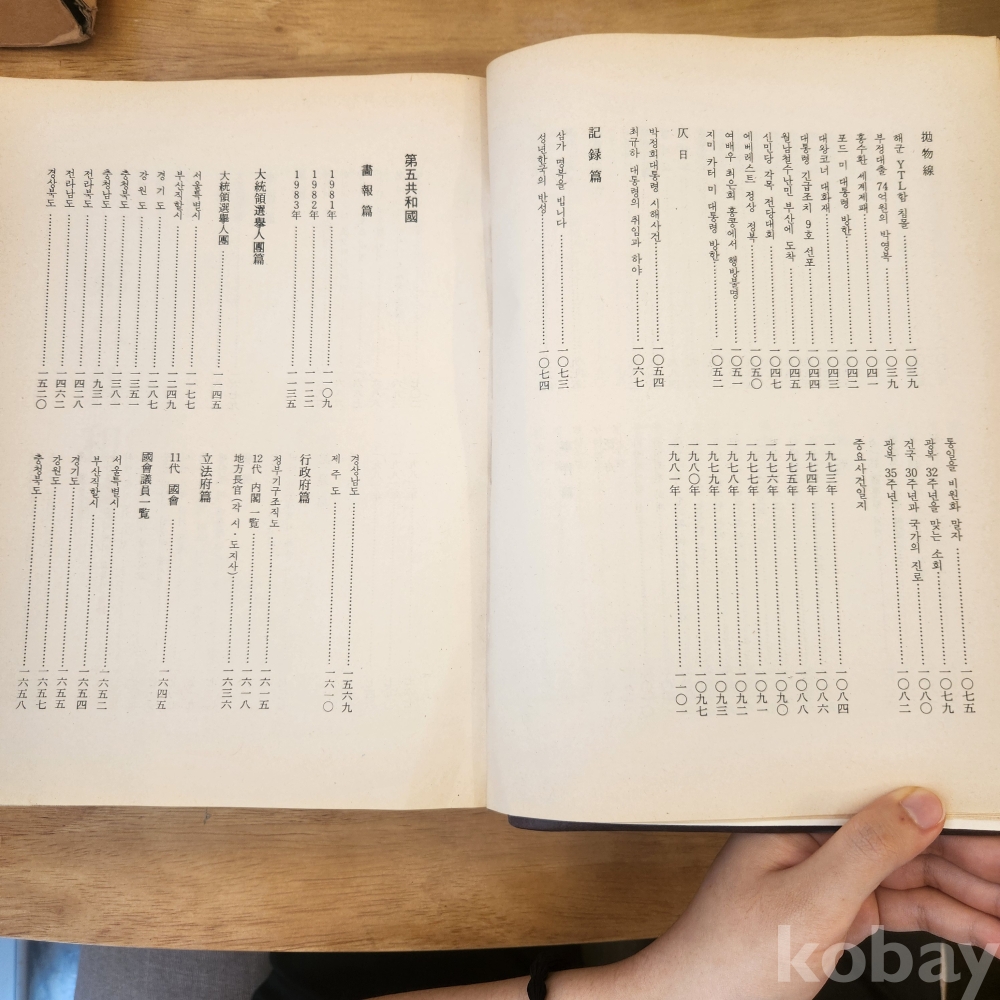 拋物線
해군 YTL함 침몰 一〇三九
부정대출 74억원의 박영복 一〇三九
홍수환 세계제패 一〇四一
포드 미 대통령 방한 一〇四二
대왕코너 대화재 一〇四三
대통령 긴급조치 9호 선포 一〇四四
월남철수난민 부산에 도착 一〇四五
신민당 각목 전당대회 一〇四七
에베레스트 정상 정복 一〇五〇
여배우 최은희 홍콩에서 행방불명 一〇五一
지미 카터 미 대통령 방한 一〇五二
仄日
박정희대통령 시해사건 一〇五四
최규하 대통령의 취임과 하야 一〇六七
記録篇
삼가 명복을 빕니다 一〇七三
성년한국의 반성 一〇七四
통일을 비원화 말자 一〇七五
광복 32주년을 맞는 소회 一〇七九
건국 30주년과 국가의 진로 一〇八〇
광복 35주년 一〇八二
중요사건일지
一九七三年 一〇八四
一九七四年 一〇八六
一九七五年 一〇八八
一九七六年 一〇九〇
一九七七年 一〇九一
一九七八年 一〇九二
一九七九年 一〇九三
一九八〇年 一〇九七
一九八一年 一一〇一
第五共和國
畫報篇
1981年 一一〇九
1982年 一一二二
1983年 一一三五
大統領選擧人團篇
大統領選擧人團 一一四五
서울특별시 一一七七
부산직할시 一二四九
경기도 一二八七
강원도 一三五一
충청북도 一三八一
충청남도 一九三一
전라북도 一四二八
전라남도 一四六二
경상북도 一五二〇
경상남도 一五六九
제주도 一六一〇
行政府篇
정부기구조직도 一六一五
12代 內閣一覧 一六一八
地方長官(각 시·도지사) 一六三六
立法府篇
11代 國會 一六四五
國會議員一覧
서울특별시 一六五二
부산직할시 一六五四
경기도 一六五五
강원도 一六五七
충청북도 一六五八
kobay